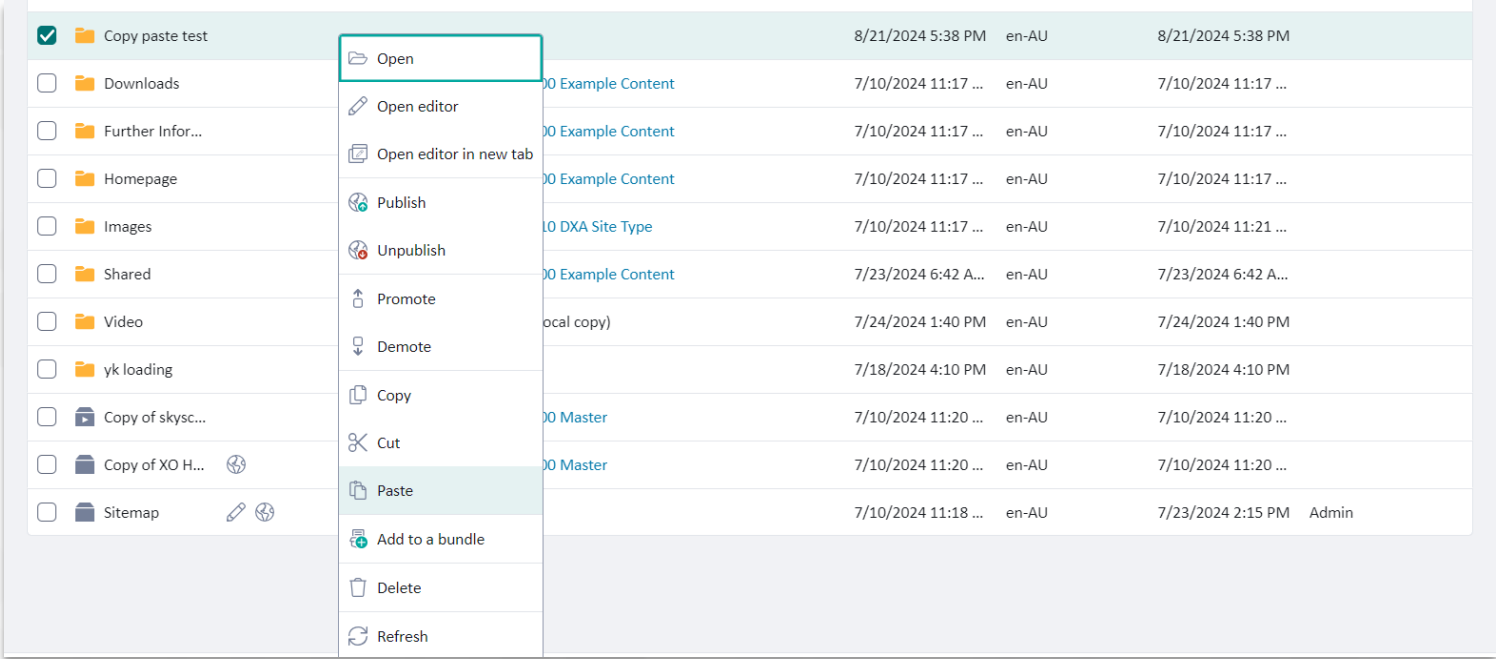 Copy paste test 8/21/2024 5:38 PM en-AU 8/21/2024 5:38 PM
Downloads Example Content 7/10/2024 11:17 ... en-AU 7/10/2024 11:17 ...
Further Infor... Example Content 7/10/2024 11:17 ... en-AU 7/10/2024 11:17 ...
Homepage Example Content 7/10/2024 11:17 ... en-AU 7/10/2024 11:17 ...
Images DXA Site Type 7/10/2024 11:17 ... en-AU 7/10/2024 11:21 ...
Shared Example Content 7/23/2024 6:42 A... en-AU 7/23/2024 6:42 A...
Video ocal copy) 7/24/2024 1:40 PM en-AU 7/24/2024 1:40 PM
yk loading 7/18/2024 4:10 PM en-AU 7/18/2024 4:10 PM
Copy of skysc... Master 7/10/2024 11:20 ... en-AU 7/10/2024 11:20 ...
Copy of XO H... Master 7/10/2024 11:20 ... en-AU 7/10/2024 11:20 ...
Sitemap 7/10/2024 11:18 ... en-AU 7/23/2024 2:15 PM Admin
Open
Open editor
Open editor in new tab
Publish
Unpublish
Promote
Demote
Copy
Cut
Paste
Add to a bundle
Delete
Refresh